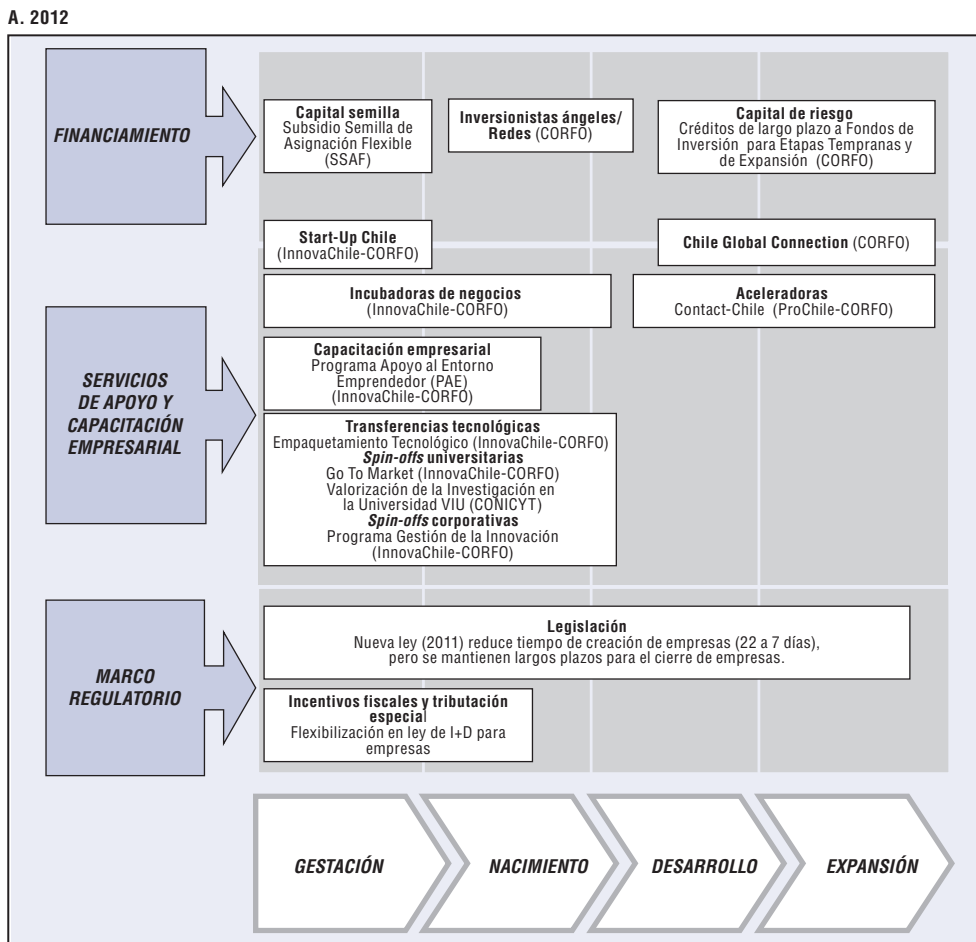 A. 2012
FINANCIAMIENTO
Capital semilla
Subsidio Semilla de
Asignación Flexible
(SSAF)
Inversionistas ángeles/
Redes (CORFO)
Capital de riesgo
Créditos de largo plazo a Fondos de
Inversión para Etapas Tempranas y
de Expansión (CORFO)
Start-Up Chile
(InnovaChile-CORFO)
Chile Global Connection (CORFO)
SERVICIOS
DE APOYO Y
CAPACITACIÓN
EMPRESARIAL
Incubadoras de negocios
(InnovaChile-CORFO)
Aceleradoras
Contact-Chile (ProChile-CORFO)
Capacitación empresarial
Programa Apoyo al Entorno
Emprendedor (PAE)
(InnovaChile-CORFO)
Transferencias tecnológicas
Empaquetamiento Tecnológico (InnovaChile-CORFO)
Spin-offs universitarias
Go To Market (InnovaChile-CORFO)
Valorización de la Investigación en
la Universidad VIU (CONICYT)
Spin-offs corporativas
Programa Gestión de la Innovación
(InnovaChile-CORFO)
MARCO
REGULATORIO
Legislación
Nueva ley (2011) reduce tiempo de creación de empresas (22 a 7 días),
pero se mantienen largos plazos para el cierre de empresas.
Incentivos fiscales y tributación
especial
Flexibilización en ley de I+D para
empresas
GESTACIÓN
NACIMIENTO
DESARROLLO
EXPANSIÓN